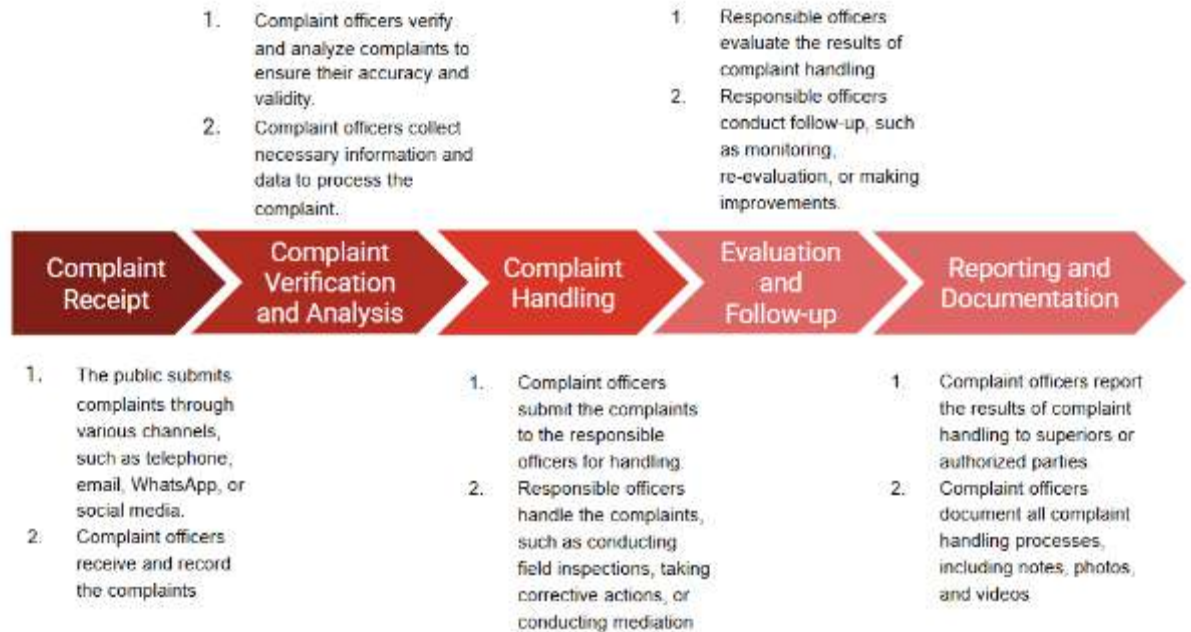 1. Complaint officers verify
and analyze complaints to
ensure their accuracy and
validity.
2. Complaint officers collect
necessary information and
data to process the
complaint.
1. Responsible officers
evaluate the results of
complaint handling
2. Responsible officers
conduct follow-up, such
as monitoring,
re-evaluation, or making
improvements.
Complaint
Receipt
Complaint
Verification
and Analysis
Complaint
Handling
Evaluation
and
Follow-up
Reporting and
Documentation
1. The public submits
complaints through
various channels,
such as telephone,
email, WhatsApp, or
social media.
2. Complaint officers
receive and record
the complaints
1. Complaint officers
submit the complaints
to the responsible
officers for handling.
2. Responsible officers
handle the complaints,
such as conducting
field inspections, taking
corrective actions, or
conducting mediation
1 Complaint officers report
the results of complaint
handling to superiors or
authorized parties
2. Complaint officers
document all complaint
handling processes,
including notes, photos,
and videos